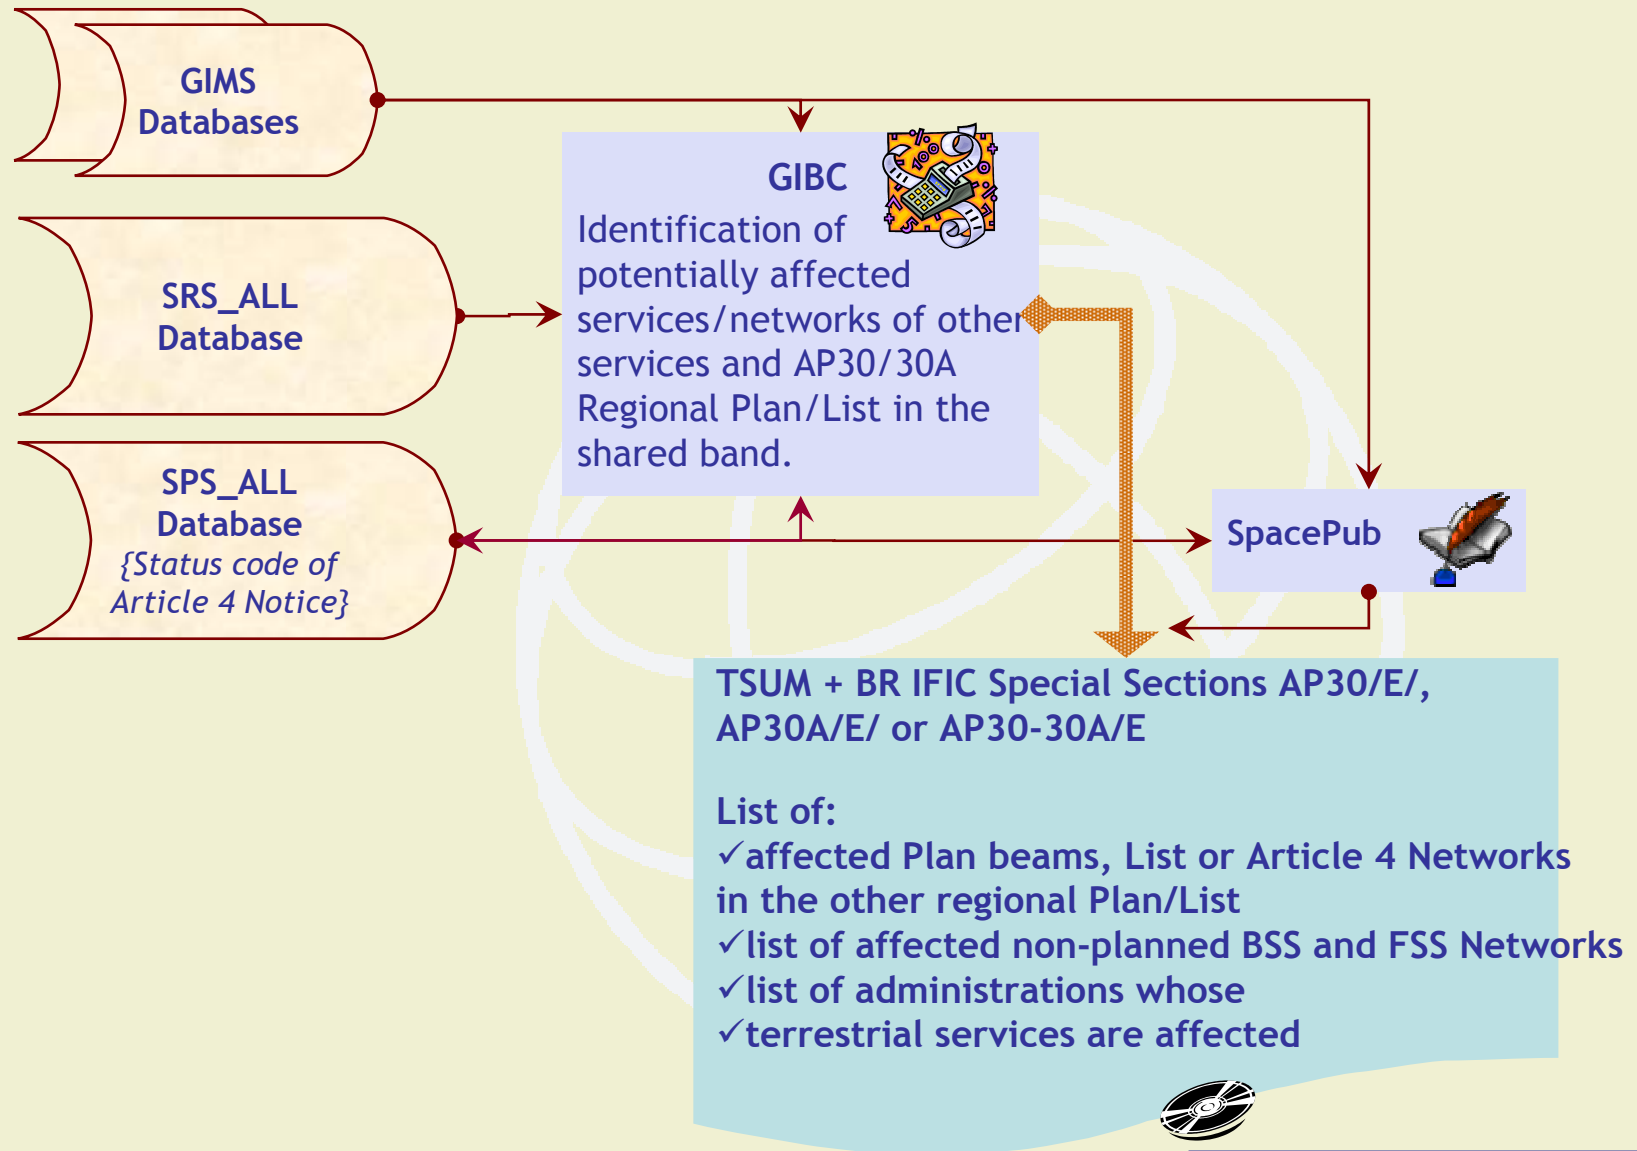 GIMS
Databases
GIBC
Identification of
potentially affected
services/networks of other
services and AP30/30A
Regional Plan/List in the
shared band.
SRS_ALL
Database
SPS_ALL
Database
{Status code of
Article 4 Notice}
SpacePub
TSUM + BR IFIC Special Sections AP30/E/,
AP30A/E/ or AP30-30A/E
List of:
✓affected Plan beams, List or Article 4 Networks
in the other regional Plan/List
✓list of affected non-planned BSS and FSS Networks
✓list of administrations whose
✓terrestrial services are affected